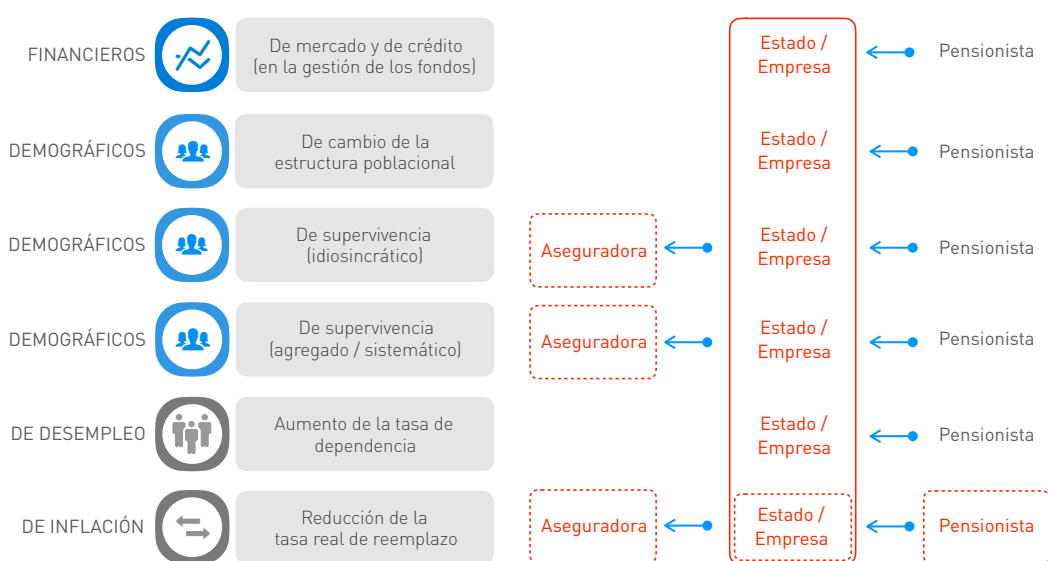 FINANCIEROS
De mercado y de crédito
(en la gestión de los fondos)
Estado /
Empresa
Pensionista
DEMOGRÁFICOS
De cambio de la
estructura poblacional
Estado /
Empresa
Pensionista
DEMOGRÁFICOS
De supervivencia
(idiosincrático)
Aseguradora
Estado /
Empresa
Pensionista
DEMOGRÁFICOS
De supervivencia
(agregado / sistemático)
Aseguradora
Estado /
Empresa
Pensionista
DE DESEMPLEO
Aumento de la tasa de
dependencia
Estado /
Empresa
Pensionista
DE INFLACIÓN
Reducción de la
tasa real de reemplazo
Aseguradora
Estado /
Empresa
Pensionista